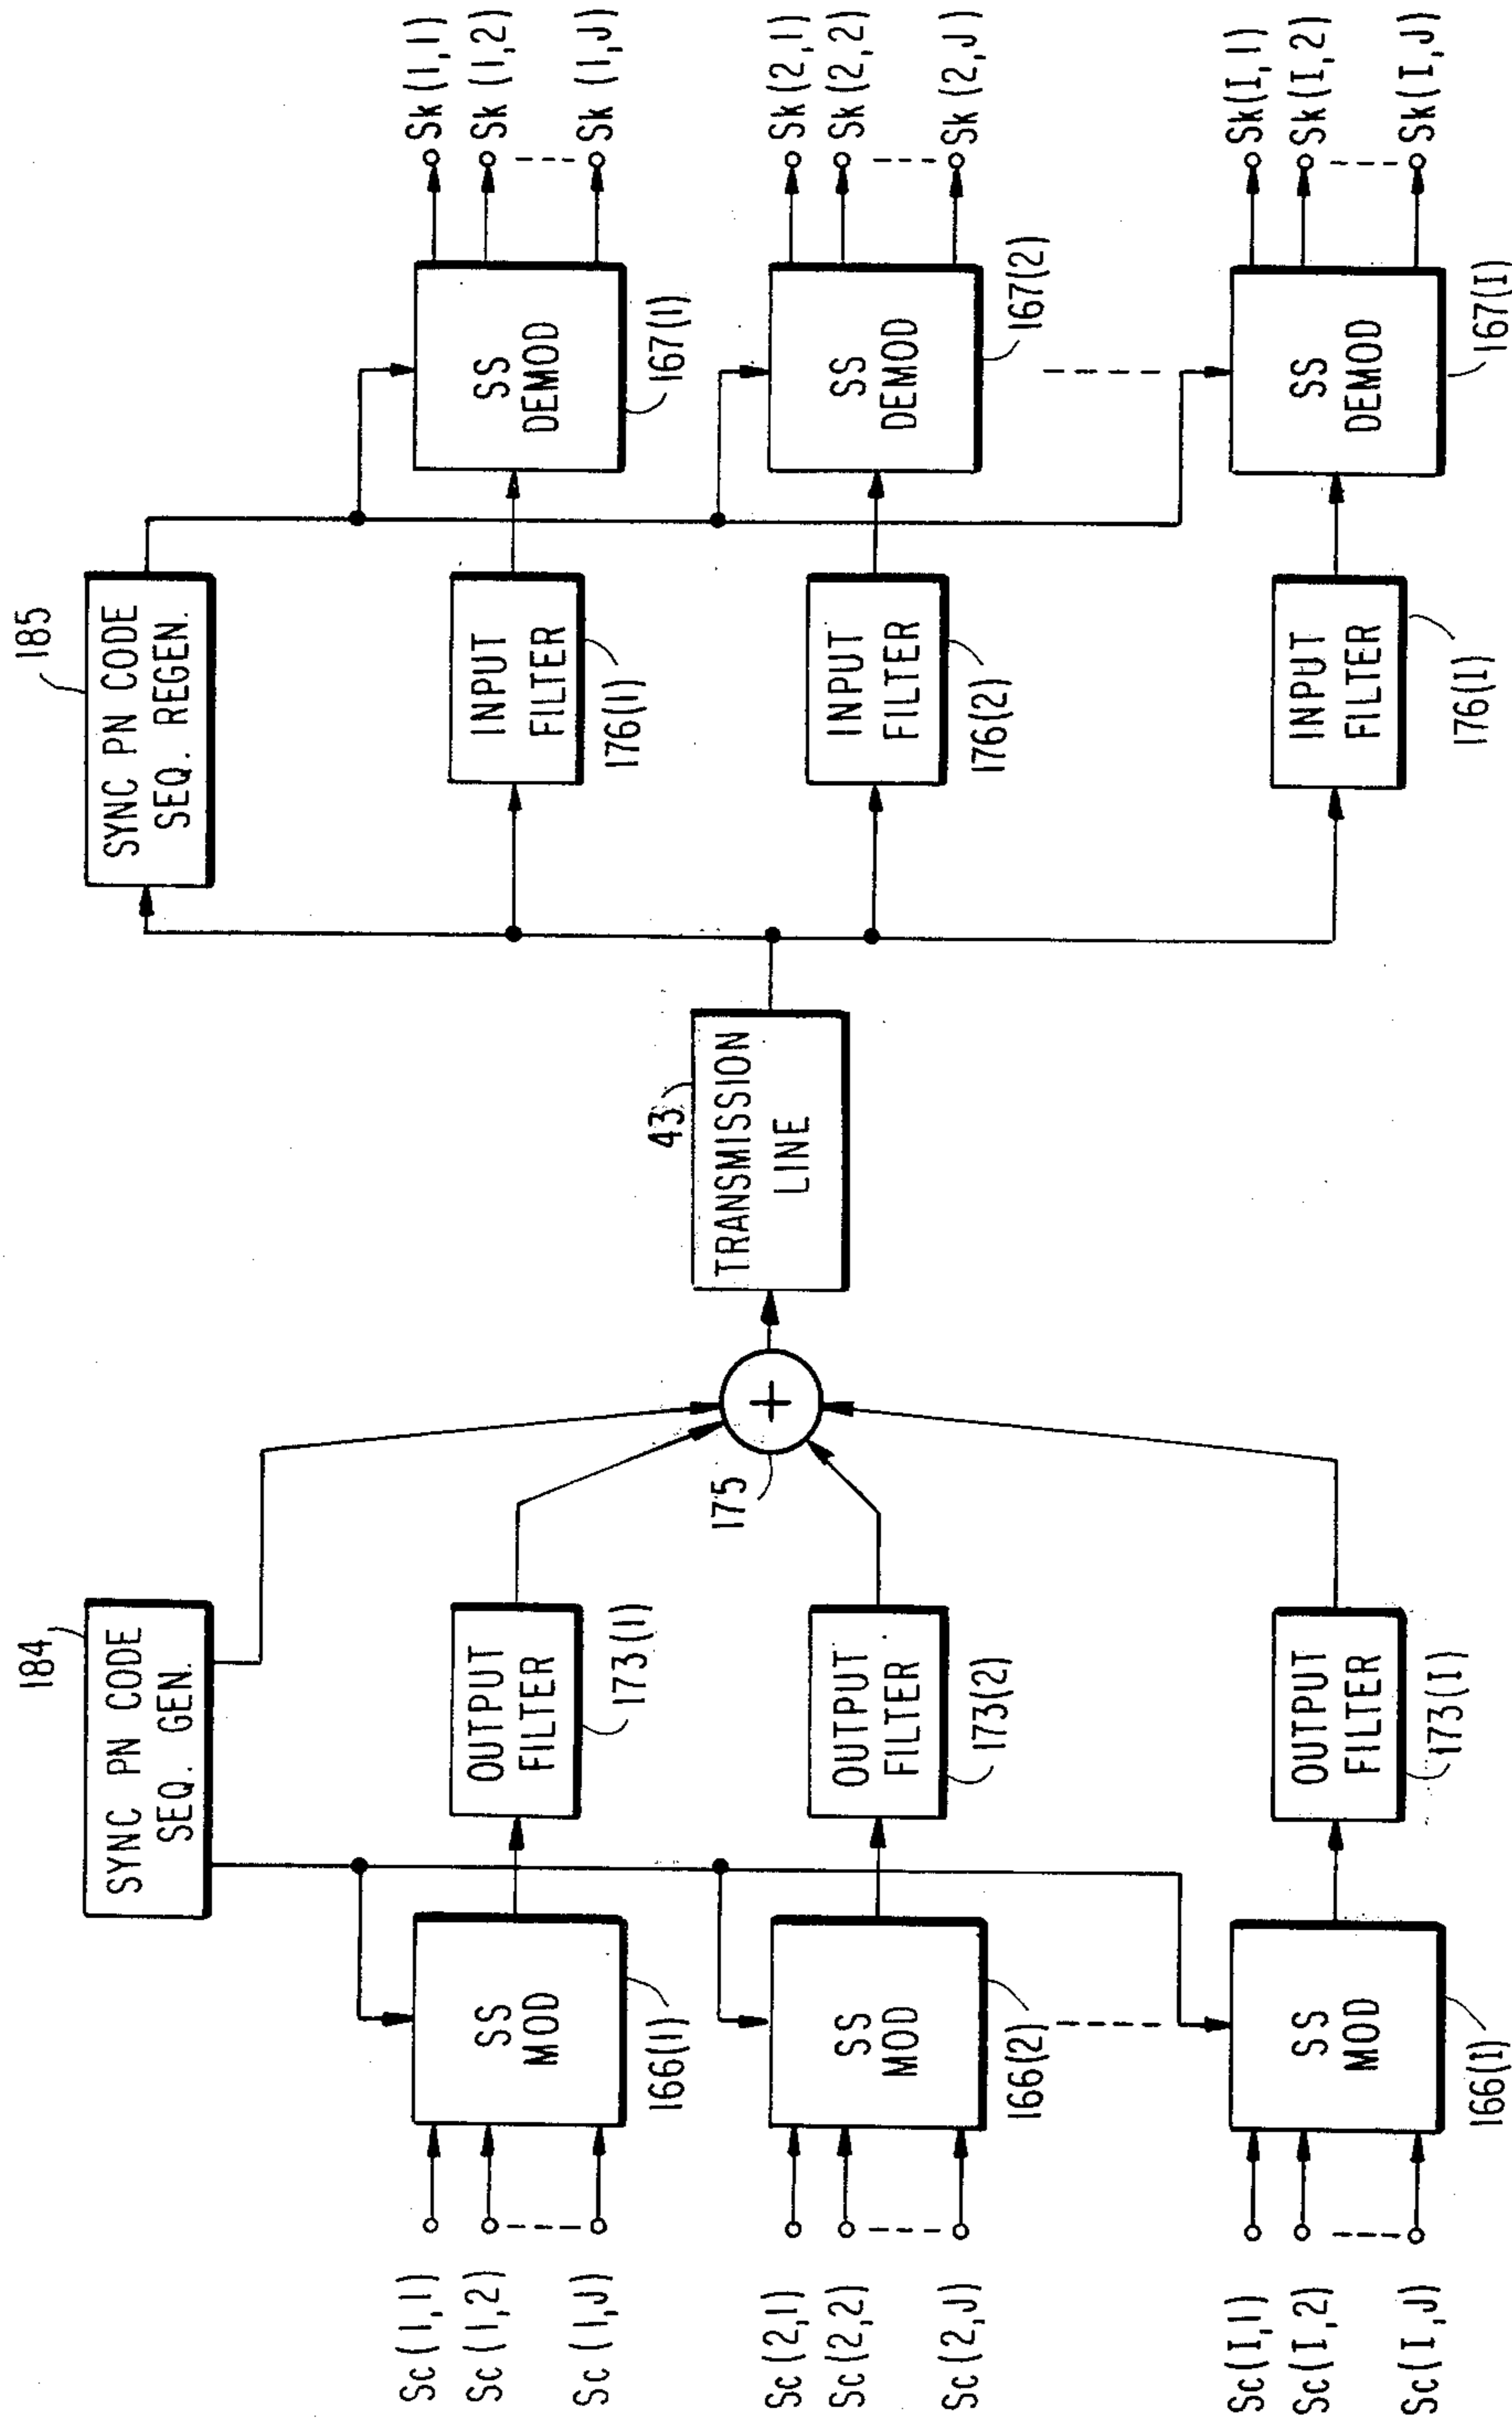 184
SYNC PN CODE
SEQ. GEN.
185
SYNC PN CODE
SEQ. REGEN.
Sc (1,1)
Sc (1,2)
Sc (1,J)
SS
MOD
166(1)
OUTPUT
FILTER
173(1)
INPUT
FILTER
176(1)
SS
DEMOD
167(1)
Sk (1,1)
Sk (1,2)
Sk (1,J)
175
+
43
TRANSMISSION
LINE
Sc (2,1)
Sc (2,2)
Sc (2,J)
SS
MOD
166(2)
OUTPUT
FILTER
173(2)
INPUT
FILTER
176(2)
SS
DEMOD
167(2)
Sk (2,1)
Sk (2,2)
Sk (2,J)
Sc(I,1)
Sc(I,2)
Sc(I,J)
SS
MOD
166(I)
OUTPUT
FILTER
173(I)
INPUT
FILTER
176(I)
SS
DEMOD
167(I)
Sk(I,1)
Sk(I,2)
Sk(I,J)